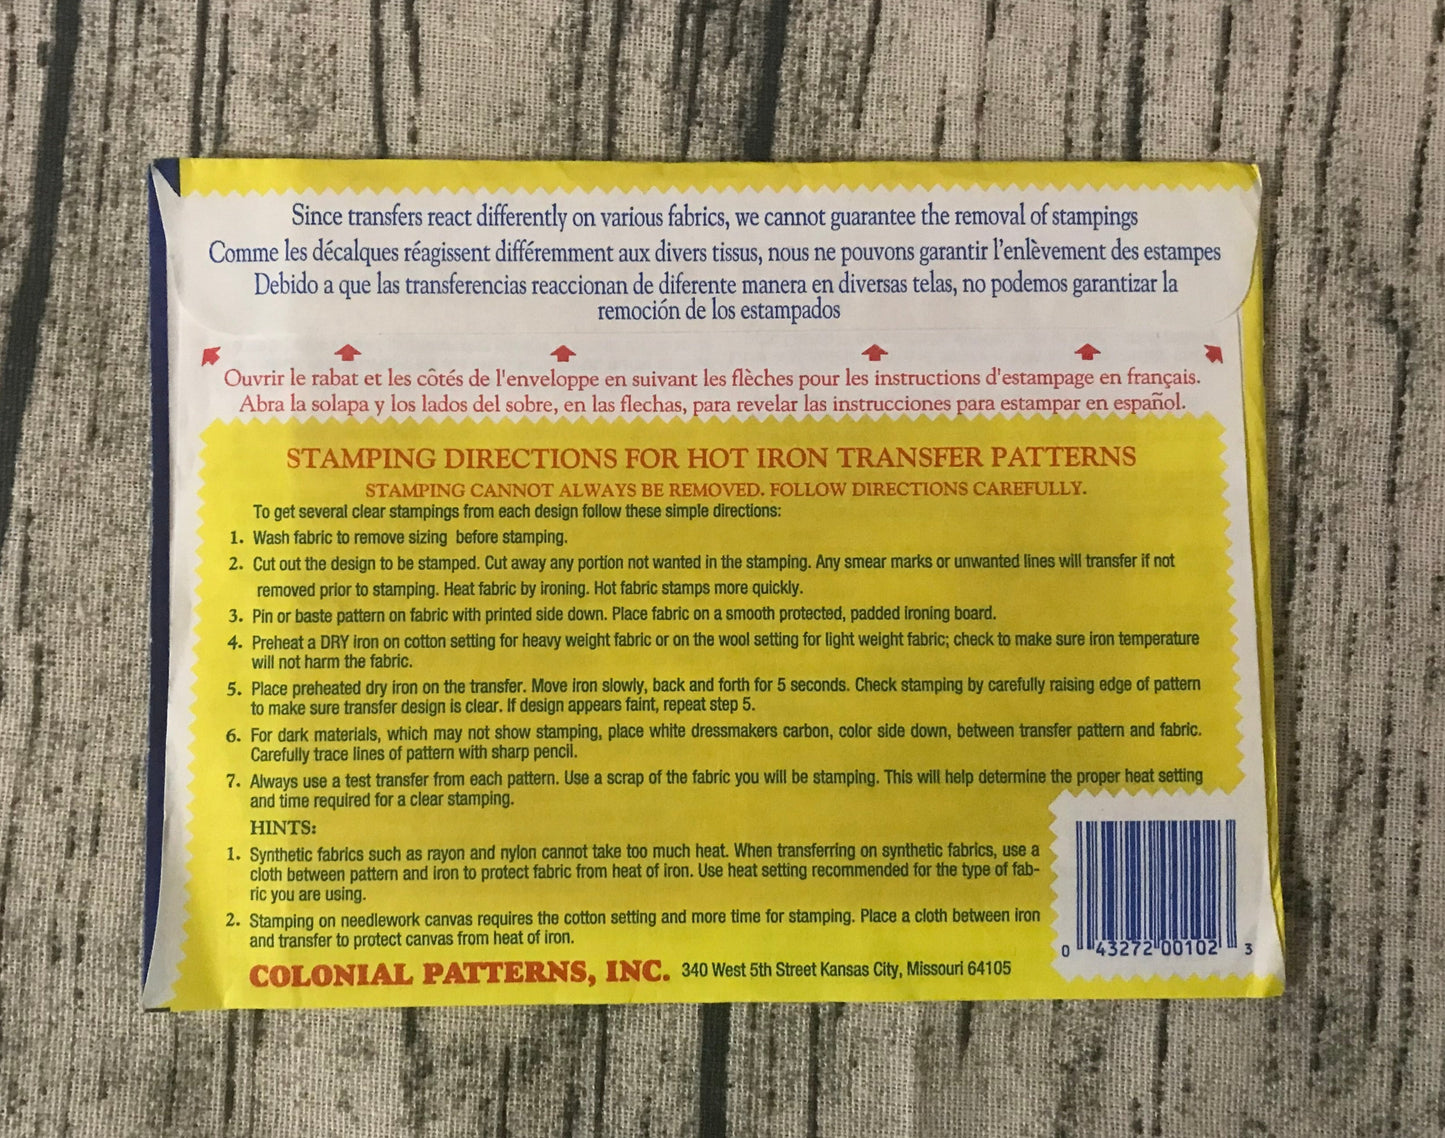 Since transfers react differently on various fabrics, we cannot guarantee the removal of stampings
Comme les décalques réagissent différemment aux divers tissus, nous ne pouvons garantir l'enlèvement des estampes
Debido a que las transferencias reaccionan de diferente manera en diversas telas, no podemos garantizar la
remoción de los estampados
Ouvrir le rabat et les côtés de l'enveloppe en suivant les flèches pour les instructions d'estampage en français.
Abra la solapa y los lados del sobre, en las flechas, para revelar las instrucciones para estampar en español.
STAMPING DIRECTIONS FOR HOT IRON TRANSFER PATTERNS
STAMPING CANNOT ALWAYS BE REMOVED. FOLLOW DIRECTIONS CAREFULLY.
To get several clear stampings from each design follow these simple directions:
1. Wash fabric to remove sizing before stamping.
2. Cut out the design to be stamped. Cut away any portion not wanted in the stamping. Any smear marks or unwanted lines will transfer if not
removed prior to stamping. Heat fabric by ironing. Hot fabric stamps more quickly.
3. Pin or baste pattern on fabric with printed side down. Place fabric on a smooth protected, padded ironing board.
4. Preheat a DRY iron on cotton setting for heavy weight fabric or on the wool setting for light weight fabric; check to make sure iron temperature
will not harm the fabric.
5. Place preheated dry iron on the transfer. Move iron slowly, back and forth for 5 seconds. Check stamping by carefully raising edge of pattern
to make sure transfer design is clear. If design appears faint, repeat step 5.
6. For dark materials, which may not show stamping, place white dressmakers carbon, color side down, between transfer pattern and fabric.
Carefully trace lines of pattern with sharp pencil.
7. Always use a test transfer from each pattern. Use a scrap of the fabric you will be stamping. This will help determine the proper heat setting
and time required for a clear stamping.
HINTS:
1. Synthetic fabrics such as rayon and nylon cannot take too much heat. When transferring on synthetic fabrics, use a
cloth between pattern and iron to protect fabric from heat of iron. Use heat setting recommended for the type of fab-
ric you are using.
2. Stamping on needlework canvas requires the cotton setting and more time for stamping. Place a cloth between iron
and transfer to protect canvas from heat of iron.
COLONIAL PATTERNS, INC. 340 West 5th Street Kansas City, Missouri 64105
0 43272 00102 3